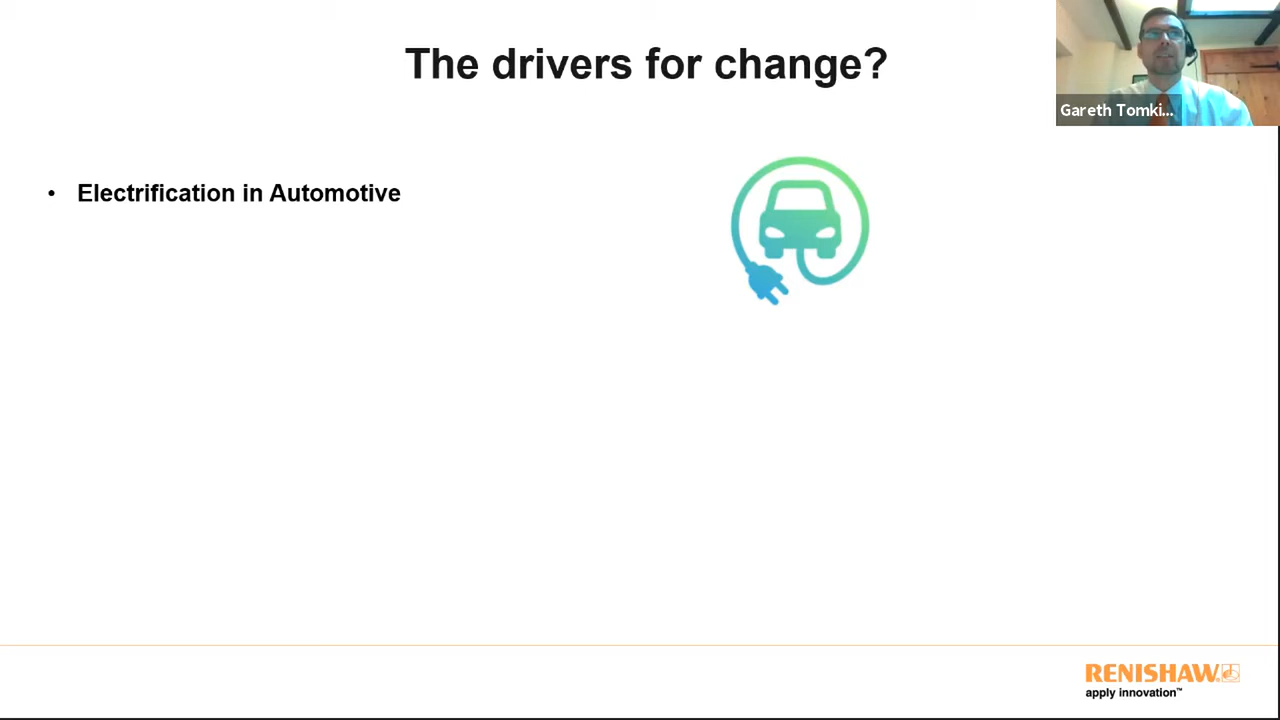 The drivers for change?
Gareth Tomki...
• Electrification in Automotive
RENISHAW
apply innovation™